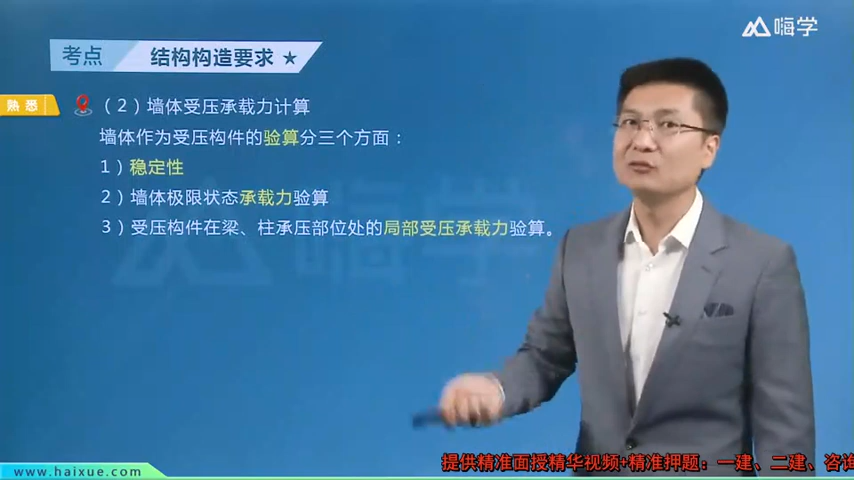 考点 结构构造要求 ★
嗨学
熟悉
（2）墙体受压承载力计算
墙体作为受压构件的验算分三个方面：
1）稳定性
2）墙体极限状态承载力验算
3）受压构件在梁、柱承压部位处的局部受压承载力验算。
嗨学
提供精准面授精华视频+精准押题：一建、二建、咨询
www.haixue.com